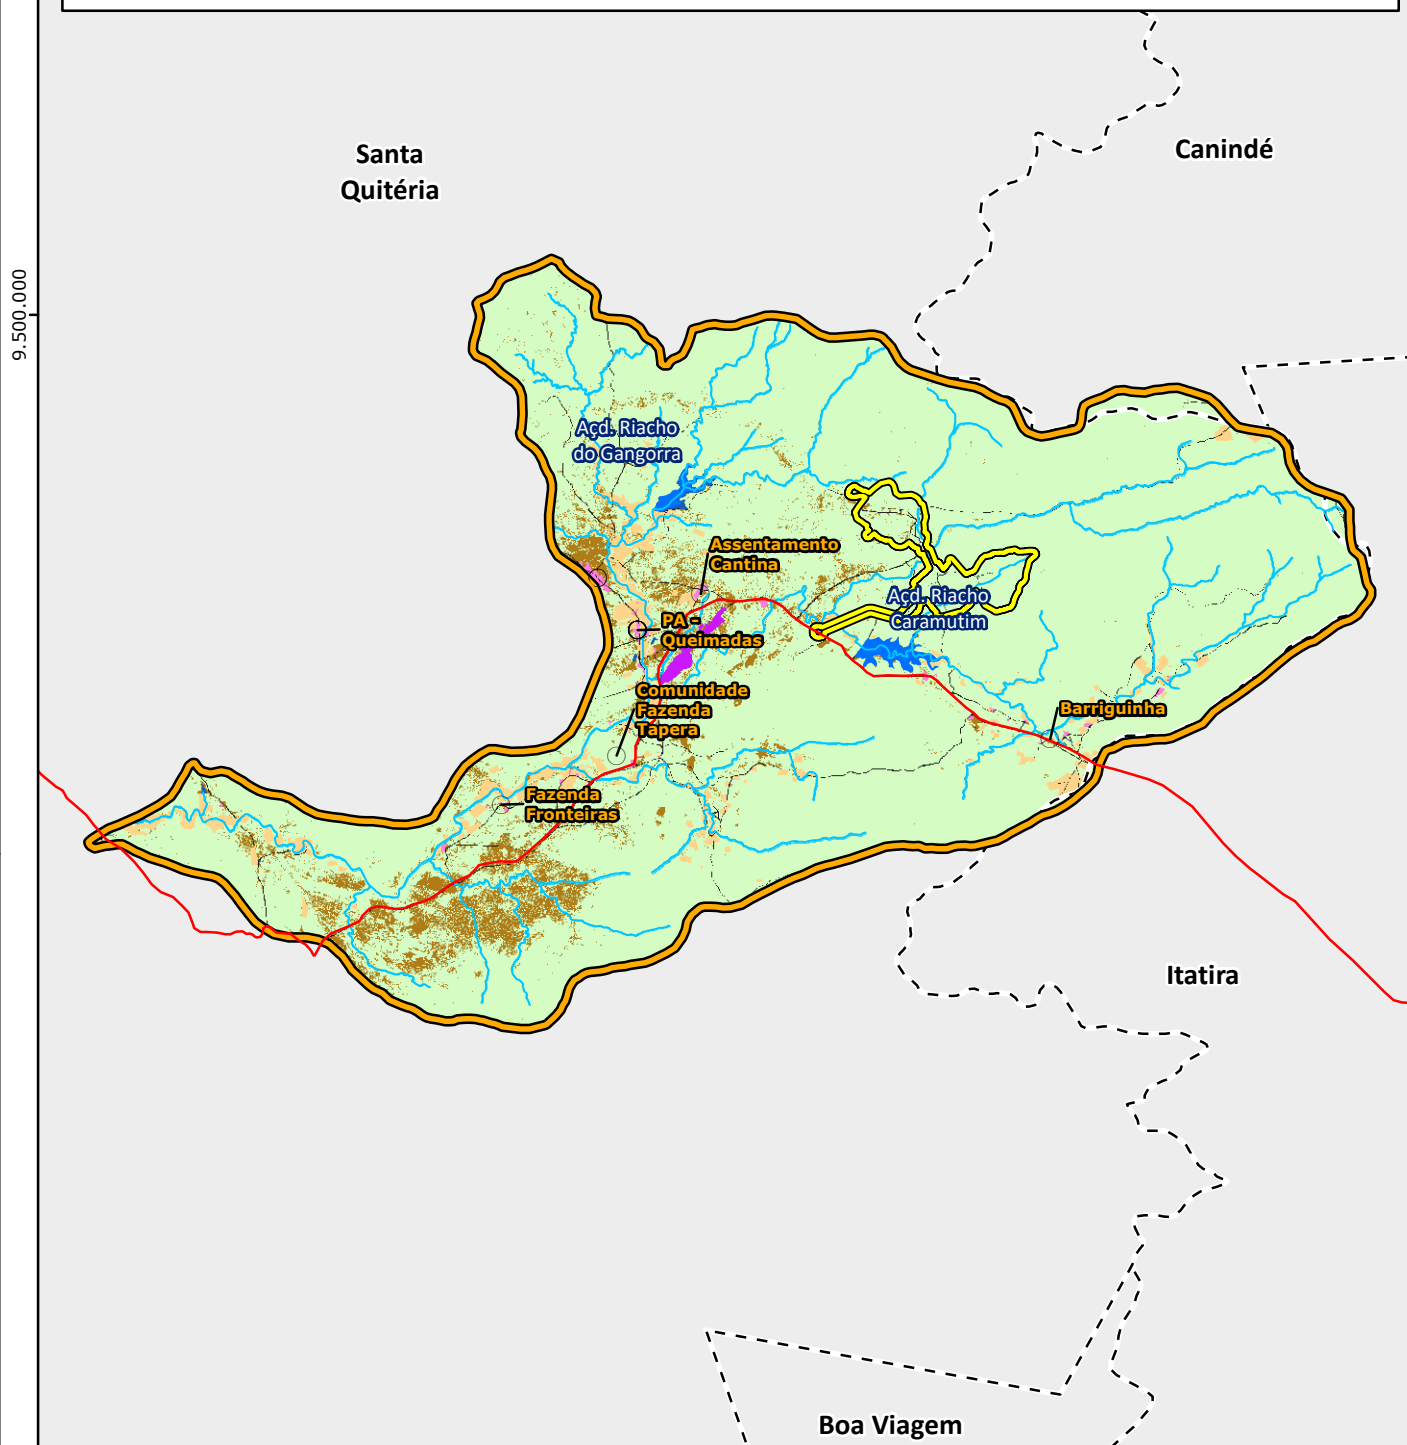 Santa
Quitéria
Canindé
9.500.000
Açd. Riacho
do Gangorra
Assentamento
Cantina
Açd. Riacho
Caramutim
PA -
Queimadas
Comunidade
Fazenda
Tapera
Barriguinha
Fazenda
Fronteiras
Itatira
Boa Viagem